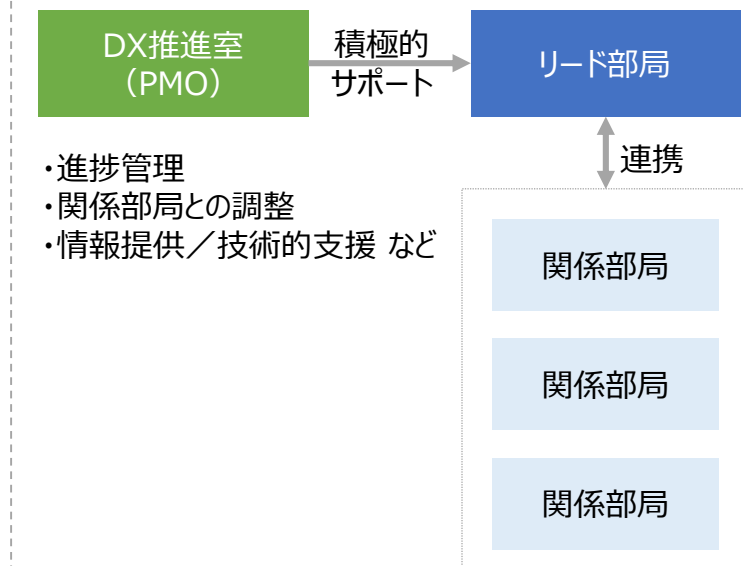 DX推進室
（PMO）
積極的
サポート
リード部局
連携
・進捗管理
・関係部局との調整
・情報提供／技術的支援 など
関係部局
関係部局
関係部局